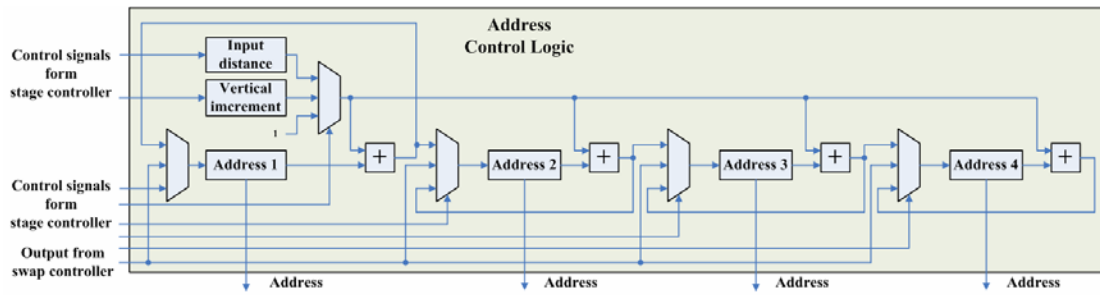 Address
Control Logic
Control signals
form
stage controller
Input
distance
Vertical
imcrement
1
Address 1
+
Address 2
+
Address 3
+
Address 4
+
Control signals
form
stage controller
Output from
swap controller
Address
Address
Address
Address